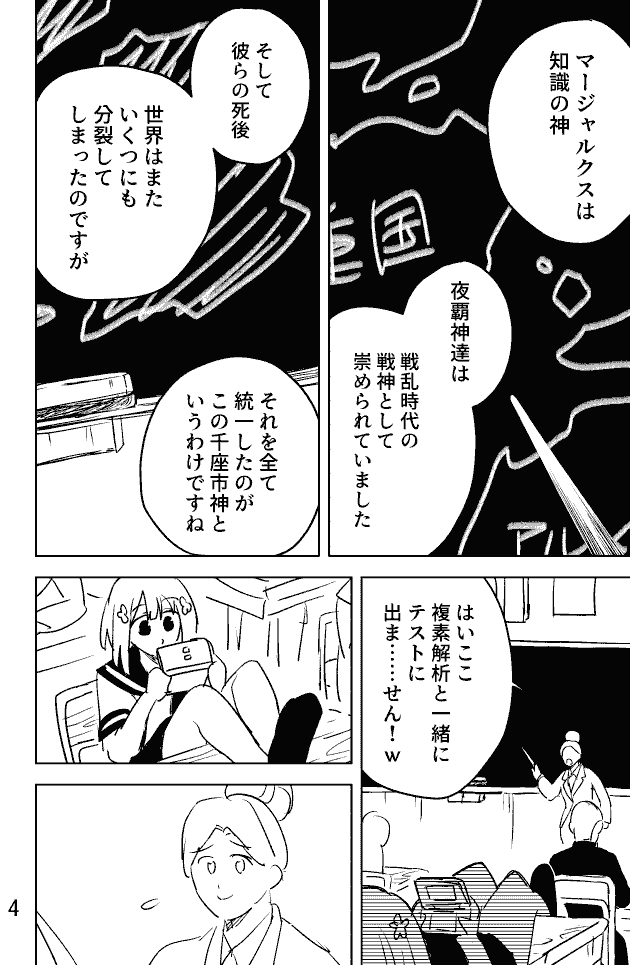 マージャルクスは
知識の神
夜覇神達は
戦乱時代の
戦神として
崇められていました
国
アル
そして
彼らの死後
世界はまた
いくつにも
分裂して
しまったのですが
それを全て
統一したのが
この千座市神と
いうわけですね
はいここ
複素解析と一緒に
テストに
出ま……せん！ｗ
4